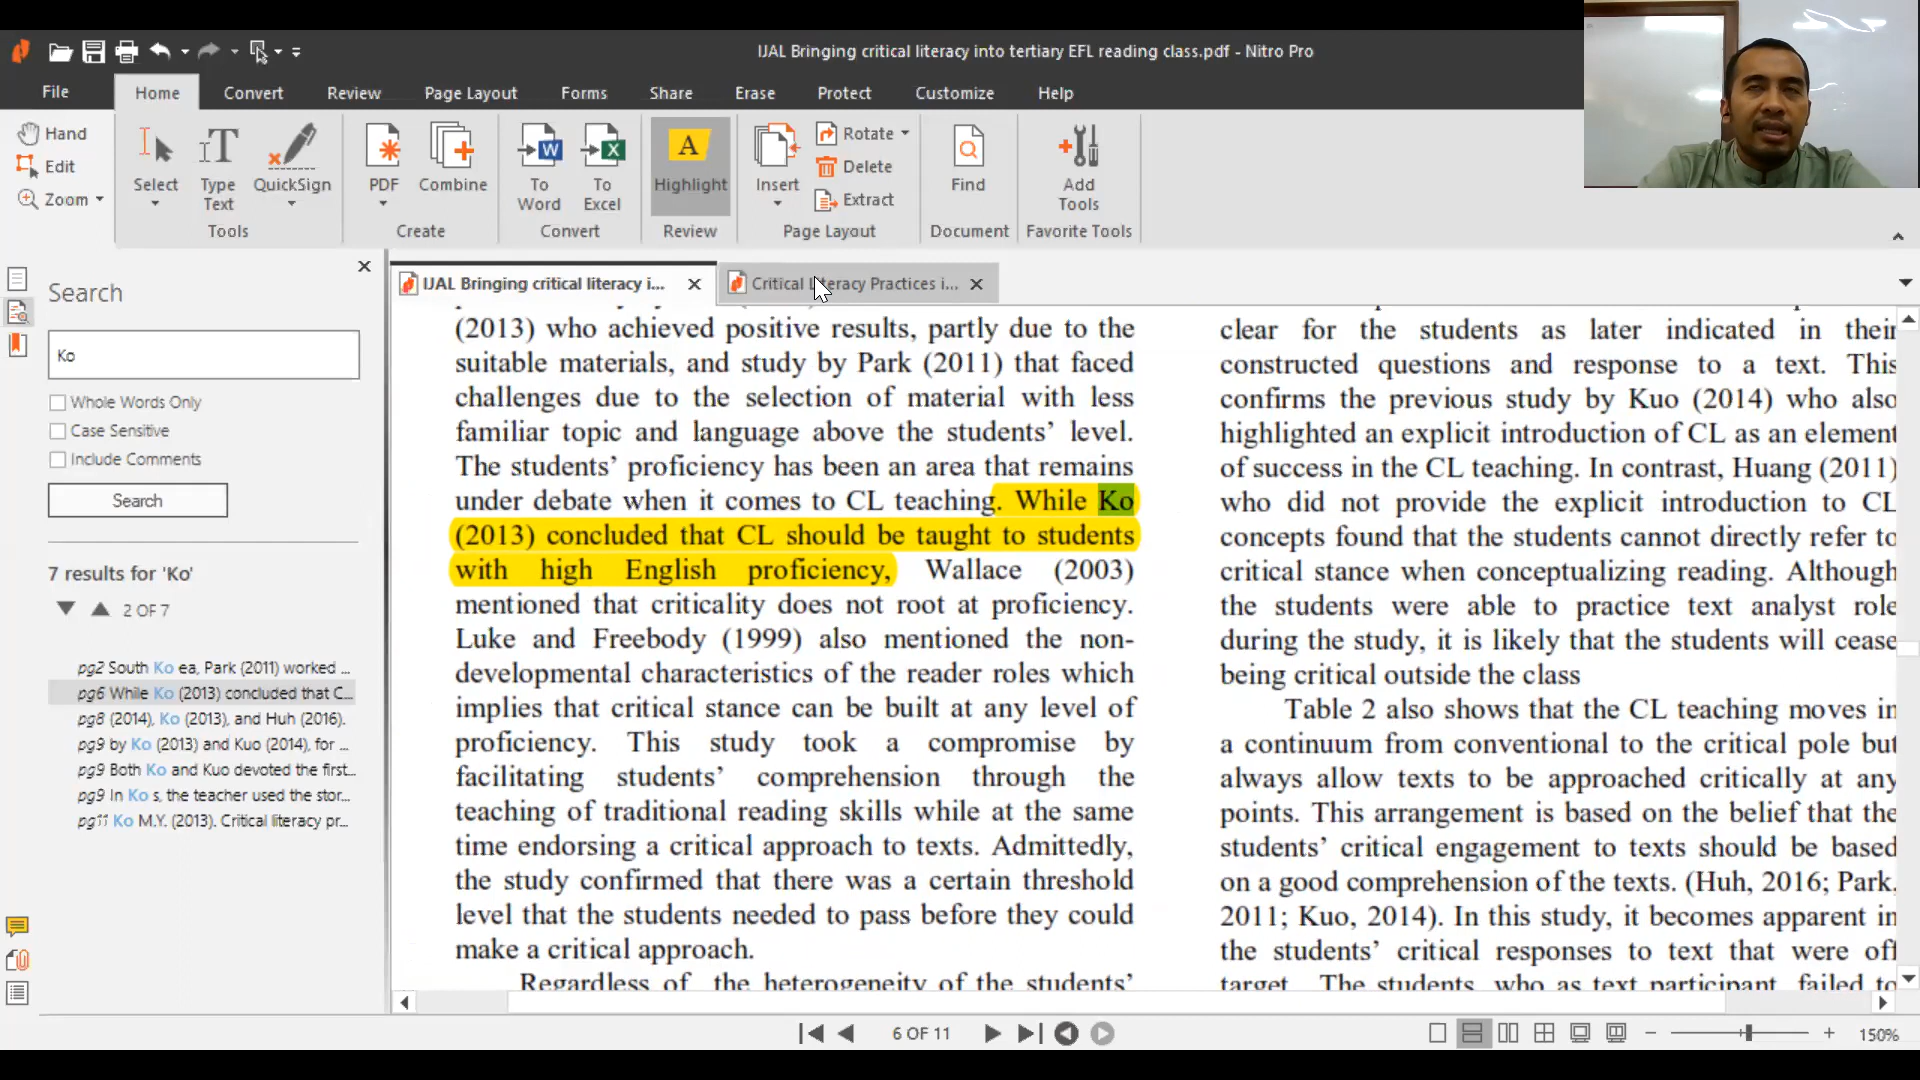 IJAL Bringing critical literacy into tertiary EFL reading class.pdf - Nitro Pro
File Home Convert Review Page Layout Forms Share Erase Protect Customize Help
Hand
Edit
Zoom
Select
Type Text
QuickSign
Tools
PDF
Combine
Create
To Word
To Excel
Convert
Highlight
Review
Insert
Rotate
Delete
Extract
Page Layout
Find
Document
Add Tools
Favorite Tools
IJAL Bringing critical literacy i...
Critical Literacy Practices i...
Search
Ko
Whole Words Only
Case Sensitive
Include Comments
Search
7 results for 'Ko'
2 OF 7
pg2 South Ko ea, Park (2011) worked ...
pg6 While Ko (2013) concluded that C...
pg8 (2014), Ko (2013), and Huh (2016).
pg9 by Ko (2013) and Kuo (2014), for ...
pg9 Both Ko and Kuo devoted the first...
pg9 In Ko s, the teacher used the stor...
pg11 Ko M.Y. (2013). Critical literacy pr...
(2013) who achieved positive results, partly due to the
suitable materials, and study by Park (2011) that faced
challenges due to the selection of material with less
familiar topic and language above the students' level.
The students' proficiency has been an area that remains
under debate when it comes to CL teaching. While Ko
(2013) concluded that CL should be taught to students
with high English proficiency, Wallace (2003)
mentioned that criticality does not root at proficiency.
Luke and Freebody (1999) also mentioned the non-
developmental characteristics of the reader roles which
implies that critical stance can be built at any level of
proficiency. This study took a compromise by
facilitating students' comprehension through the
teaching of traditional reading skills while at the same
time endorsing a critical approach to texts. Admittedly,
the study confirmed that there was a certain threshold
level that the students needed to pass before they could
make a critical approach.
Regardless of the heterogeneity of the students'
clear for the students as later indicated in their
constructed questions and response to a text. This
confirms the previous study by Kuo (2014) who also
highlighted an explicit introduction of CL as an element
of success in the CL teaching. In contrast, Huang (2011)
who did not provide the explicit introduction to CL
concepts found that the students cannot directly refer to
critical stance when conceptualizing reading. Although
the students were able to practice text analyst role
during the study, it is likely that the students will cease
being critical outside the class
Table 2 also shows that the CL teaching moves in
a continuum from conventional to the critical pole but
always allow texts to be approached critically at any
points. This arrangement is based on the belief that the
students' critical engagement to texts should be based
on a good comprehension of the texts. (Huh, 2016; Park,
2011; Kuo, 2014). In this study, it becomes apparent in
the students' critical responses to text that were off
target. The students, who as text participant, failed to
6 OF 11
150%